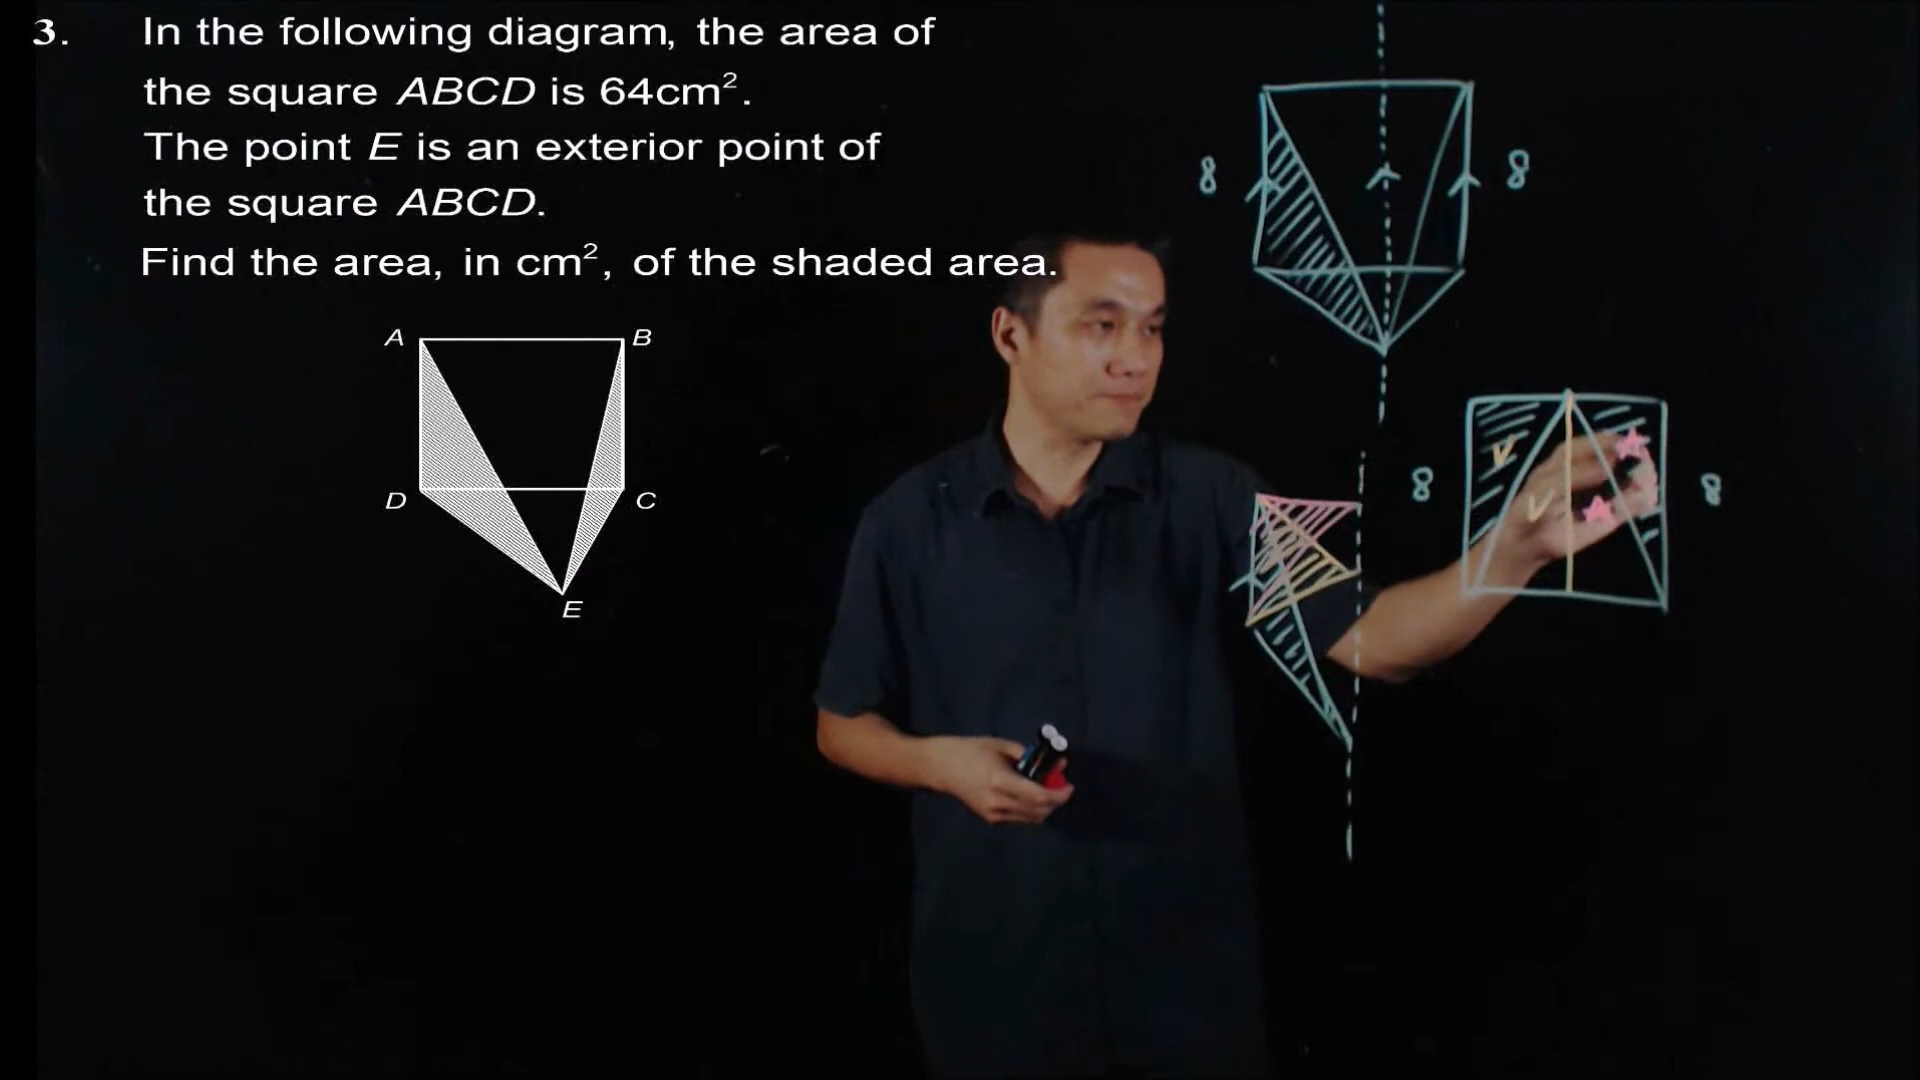 3. In the following diagram, the area of
the square ABCD is 64cm².
The point E is an exterior point of
the square ABCD.
Find the area, in cm², of the shaded area.
A B
D C
E
8 8
8 8